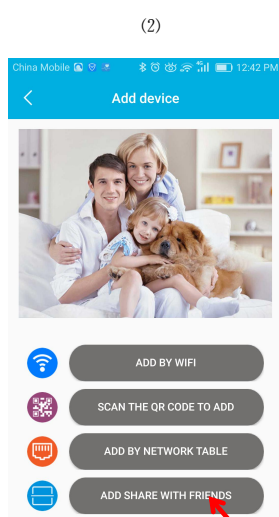 (2)
China Mobile 4G 12:42 PM
Add device
ADD BY WIFI
SCAN THE QR CODE TO ADD
ADD BY NETWORK TABLE
ADD SHARE WITH FRIENDS